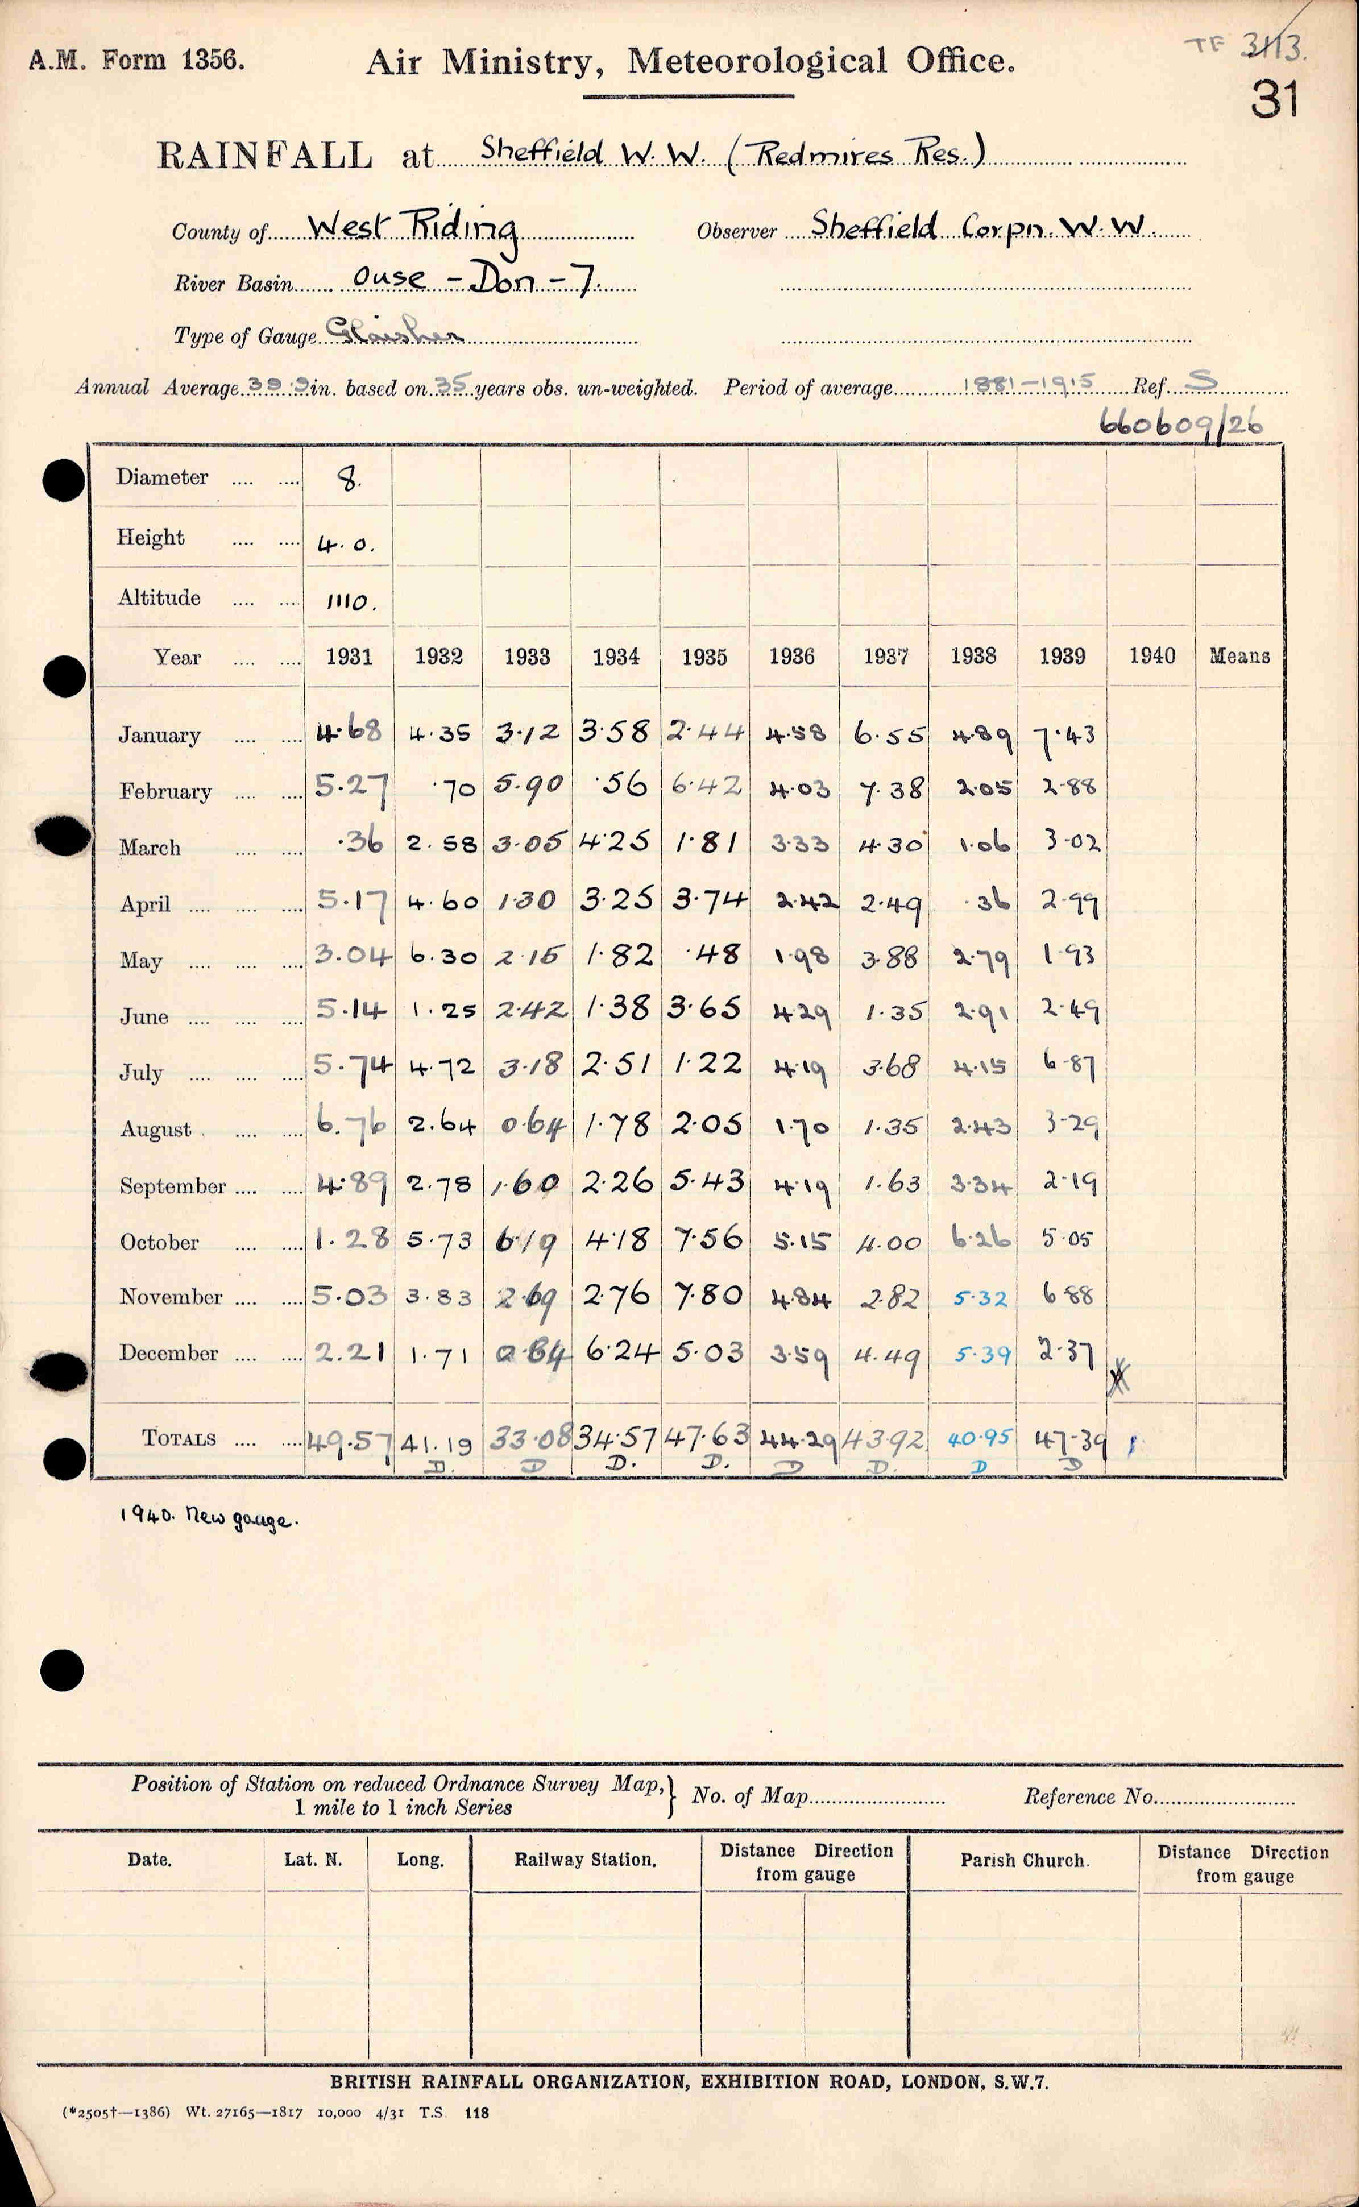 TF 3113.
A.M. Form 1356. Air Ministry, Meteorological Office.
31
RAINFALL at Sheffield W.W. (Redmires Res.)
County of West Riding Observer Sheffield Corpn. W.W.
River Basin Ouse - Don - 7.
Type of Gauge Glaisher
Annual Average 39.9 in. based on 35 years obs. un-weighted. Period of average 1881-1915 Ref. S
660609/26
Diameter 8.
Height 4.0.
Altitude 1110.
Year 1931 1932 1933 1934 1935 1936 1937 1938 1939 1940 Means
January 4.68 4.35 3.12 3.58 2.44 4.58 6.55 4.89 7.43
February 5.27 .70 5.90 .56 6.42 4.03 7.38 2.05 2.88
March .36 2.58 3.05 4.25 1.81 3.33 4.30 1.06 3.02
April 5.17 4.60 1.30 3.25 3.74 2.42 2.49 .36 2.99
May 3.04 6.30 2.15 1.82 .48 1.98 3.88 2.79 1.93
June 5.14 1.25 2.42 1.38 3.65 4.29 1.35 2.91 2.49
July 5.74 4.72 3.18 2.51 1.22 4.19 3.68 4.15 6.87
August 6.76 2.64 0.64 1.78 2.05 1.70 1.35 2.43 3.29
September 4.89 2.78 1.60 2.26 5.43 4.19 1.63 3.34 2.19
October 1.28 5.73 6.19 4.18 7.56 5.15 4.00 6.26 5.05
November 5.03 3.83 2.69 2.76 7.80 4.84 2.82 5.32 6.88
December 2.21 1.71 0.84 6.24 5.03 3.59 4.49 5.39 2.37
TOTALS 49.57 41.19 33.08 34.57 47.63 44.29 43.92 40.95 47.39
D. D D. D. D D. D D
1940. New gauge.
Position of Station on reduced Ordnance Survey Map, } No. of Map Reference No.
1 mile to 1 inch Series
Date. Lat. N. Long. Railway Station. Distance Direction from gauge Parish Church. Distance Direction from gauge
BRITISH RAINFALL ORGANIZATION, EXHIBITION ROAD, LONDON, S.W.7.
(*2505†—1386) Wt. 27165—1817 10,000 4/31 T.S. 118